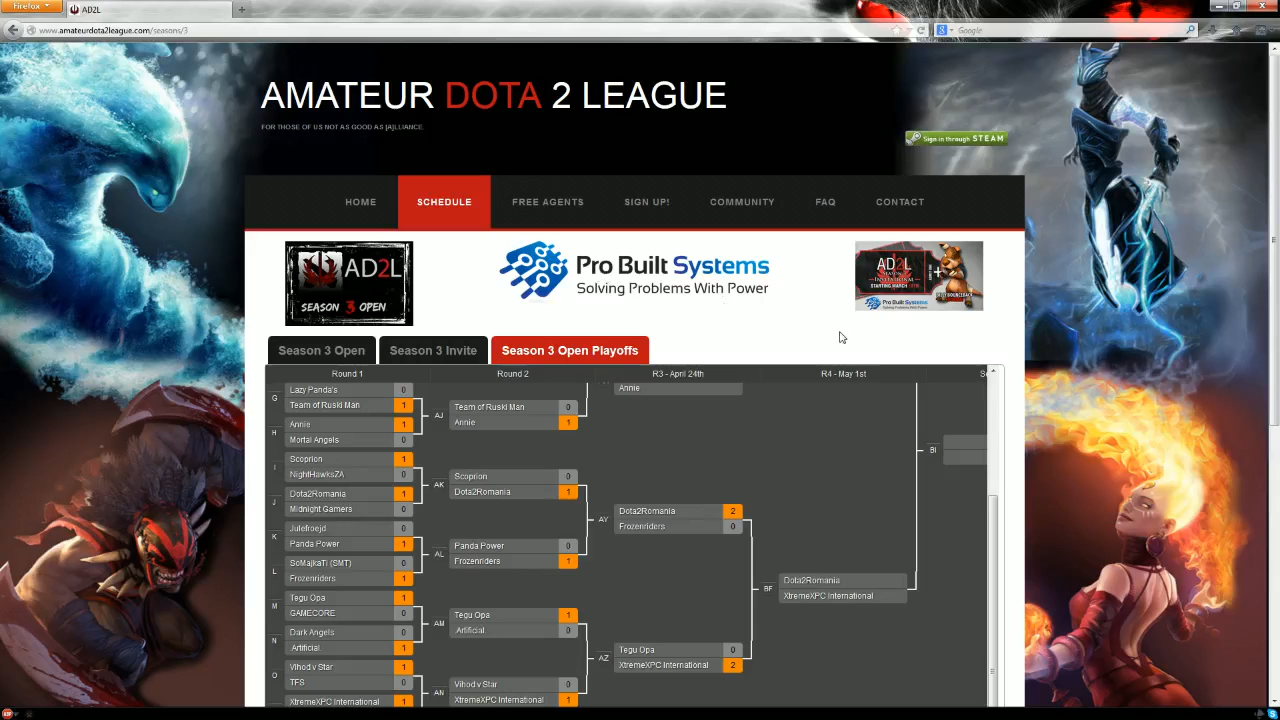 Firefox
AD2L
www.amateurdota2league.com/seasons/3
Google
AMATEUR DOTA 2 LEAGUE
FOR THOSE OF US NOT AS GOOD AS [A]LLIANCE.
Sign in through STEAM
HOME SCHEDULE FREE AGENTS SIGN UP! COMMUNITY FAQ CONTACT
AD2L
SEASON 3 OPEN
Pro Built Systems
Solving Problems With Power
AD2L
STARTING MARCH
Pro Built Systems
Season 3 Open Season 3 Invite Season 3 Open Playoffs
Round 1 Round 2 R3 - April 24th R4 - May 1st
G
Lazy Panda's 0
Team of Ruski Man 1
H
Annie 1
Mortal Angels 0
I
Scoprion 1
NightHawksZA 0
J
Dota2Romania 1
Midnight Gamers 0
K
Julefroejd 0
Panda Power 1
L
SoMajkaTi (SMT) 0
Frozenriders 1
M
Tegu Opa 1
GAMECORE 0
N
Dark Angels 0
Artificial. 1
O
Vihod v Star 1
TFS 0
XtremeXPC International 1
AJ
Team of Ruski Man 0
Annie 1
AK
Scoprion 0
Dota2Romania 1
AL
Panda Power 0
Frozenriders 1
AM
Tegu Opa 1
Artificial. 0
AN
Vihod v Star 0
XtremeXPC International 1
Annie
AY
Dota2Romania 2
Frozenriders 0
AZ
Tegu Opa 0
XtremeXPC International 2
BF
Dota2Romania
XtremeXPC International
BI